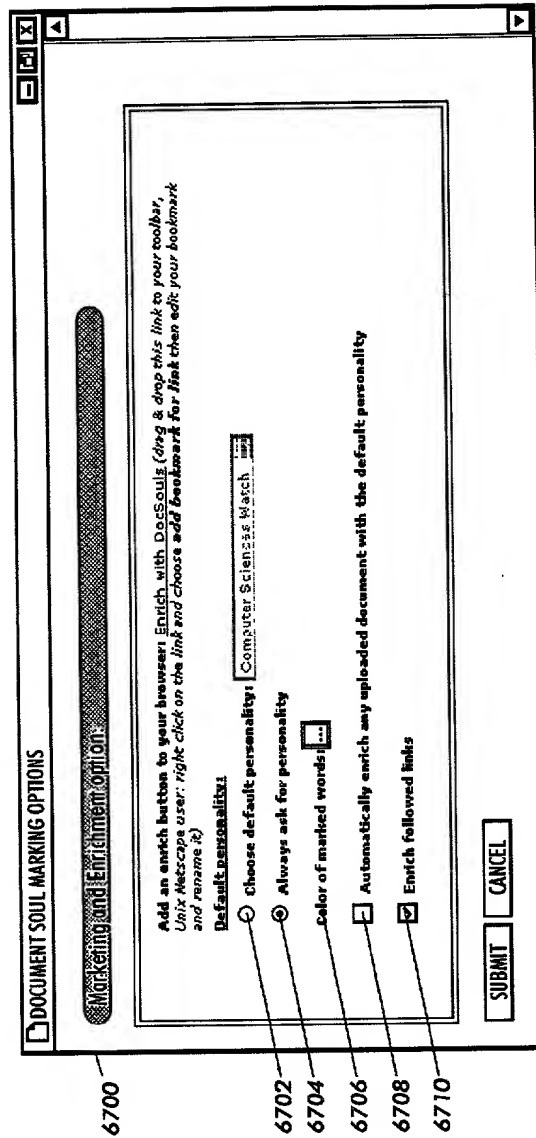 DOCUMENT SOUL MARKING OPTIONS
Marketing and Enrichment option:
Add an enrich button to your browser: Enrich with DocSouls (drag & drop this link to your toolbar,
Unix Netscape user: right click on the link and choose add bookmark for link then edit your bookmark
and rename it)
Default personality:
Choose default personality: Computer Sciences Watch
Always ask for personality
Color of marked words: ...
Automatically enrich any uploaded document with the default personality
Enrich followed links
SUBMIT CANCEL
6700
6702
6704
6706
6708
6710